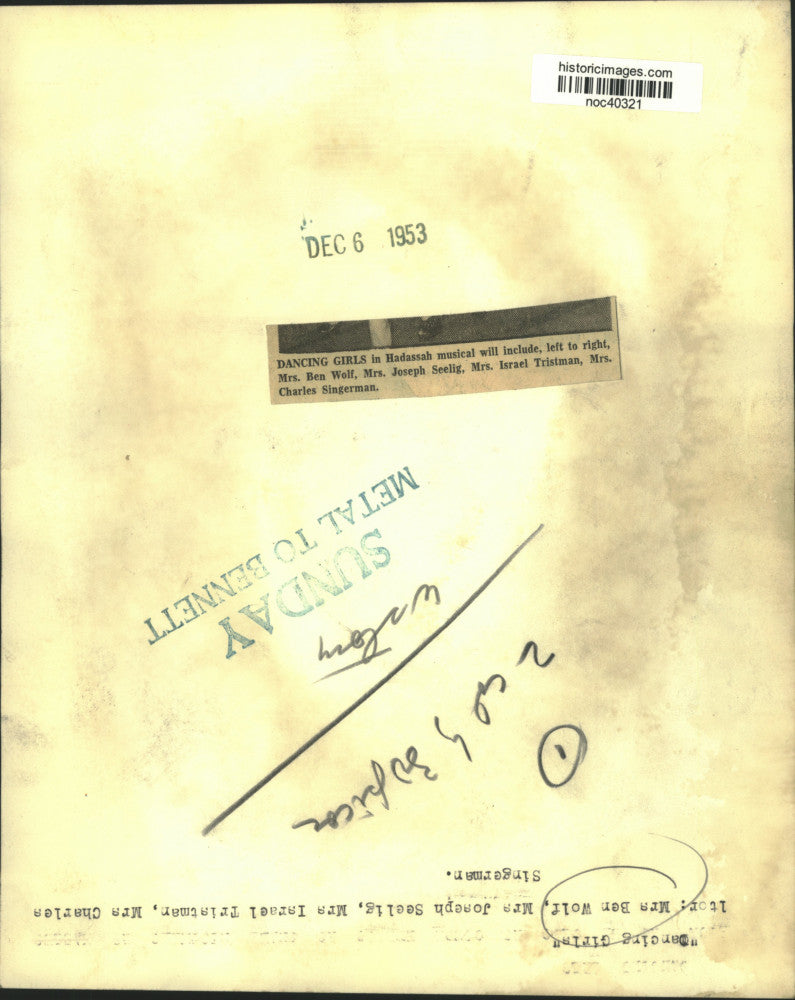 historicimages.com
noc40321
DEC 6 1953
DANCING GIRLS in Hadassah musical will include, left to right,
Mrs. Ben Wolf, Mrs. Joseph Seelig, Mrs. Israel Tristman, Mrs.
Charles Singerman.
SUNDAY
METAL TO BENNETT
1
"Dancing Girls"
ltor: Mrs Ben Wolf, Mrs Joseph Seelig, Mrs Israel Tristman, Mrs Charles
Singerman.